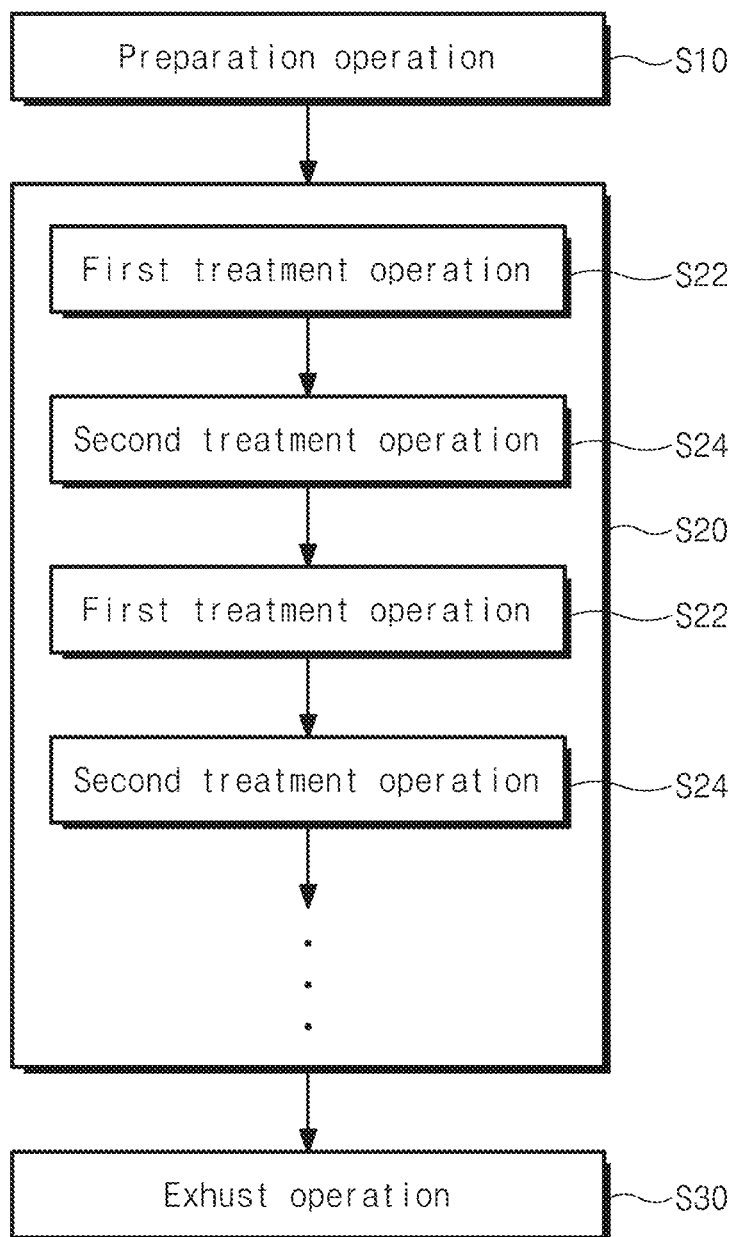 Preparation operation
S10
First treatment operation
S22
Second treatment operation
S24
S20
First treatment operation
S22
Second treatment operation
S24
Exhust operation
S30